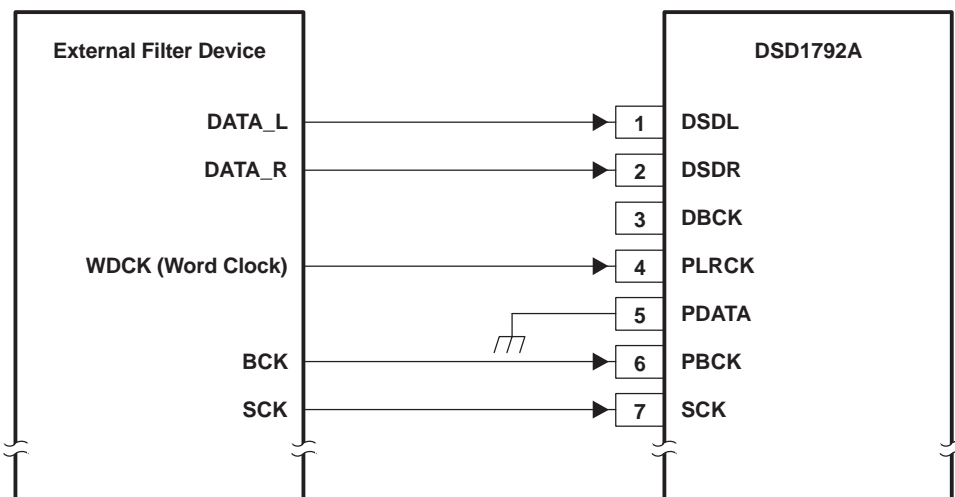 External Filter Device
DSD1792A
DATA_L
1
DSDL
DATA_R
2
DSDR
3
DBCK
WDCK (Word Clock)
4
PLRCK
5
PDATA
BCK
6
PBCK
SCK
7
SCK